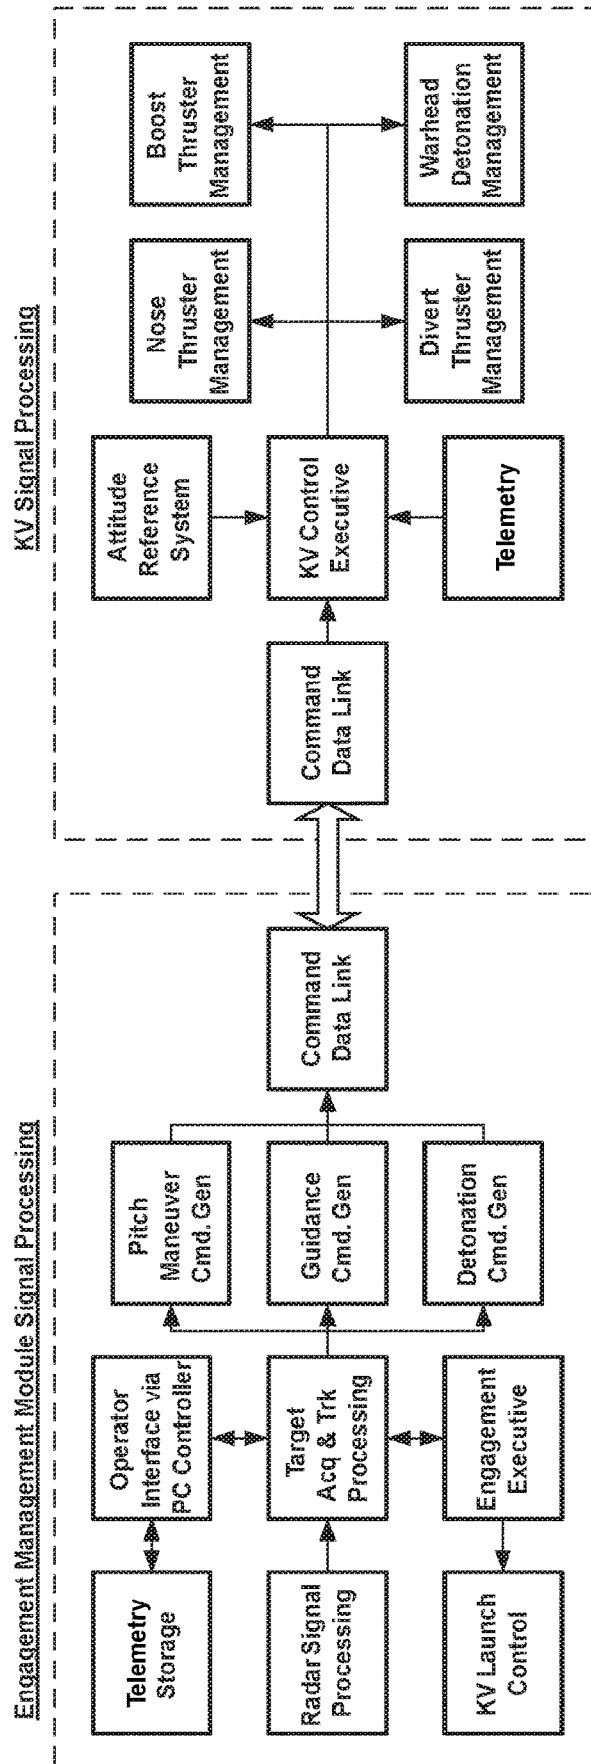 Engagement Management Module Signal Processing
Telemetry
Storage
Operator
Interface via
PC Controller
Pitch
Maneuver
Cmd. Gen
Radar Signal
Processing
Target
Acq & Trk
Processing
Guidance
Cmd. Gen
Command
Data Link
KV Launch
Control
Engagement
Executive
Detonation
Cmd. Gen
KV Signal Processing
Attitude
Reference
System
Nose
Thruster
Management
Boost
Thruster
Management
Command
Data Link
KV Control
Executive
Telemetry
Divert
Thruster
Management
Warhead
Detonation
Management